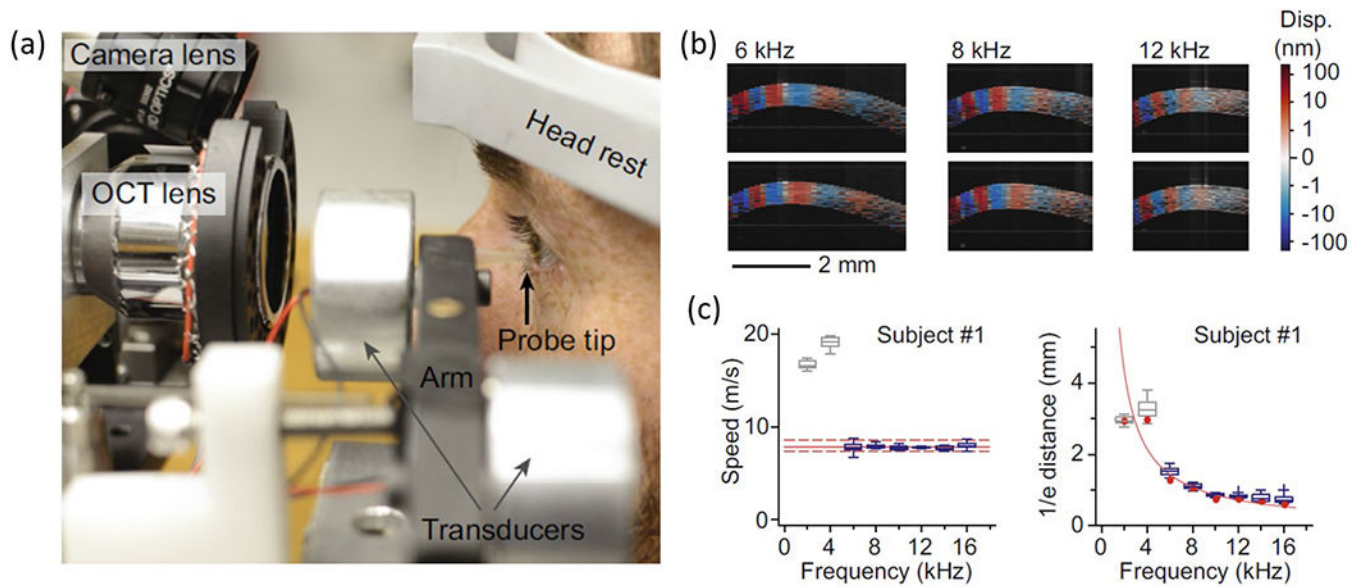 (a)
Camera lens
OCT lens
Head rest
Probe tip
Arm
Transducers
(b)
6 kHz
8 kHz
12 kHz
Disp.
(nm)
100
10
1
0
-1
-10
-100
2 mm
(c)
Subject #1
Speed (m/s)
20
10
0
0 4 8 12 16
Frequency (kHz)
Subject #1
1/e distance (mm)
4
2
0
0 4 8 12 16
Frequency (kHz)